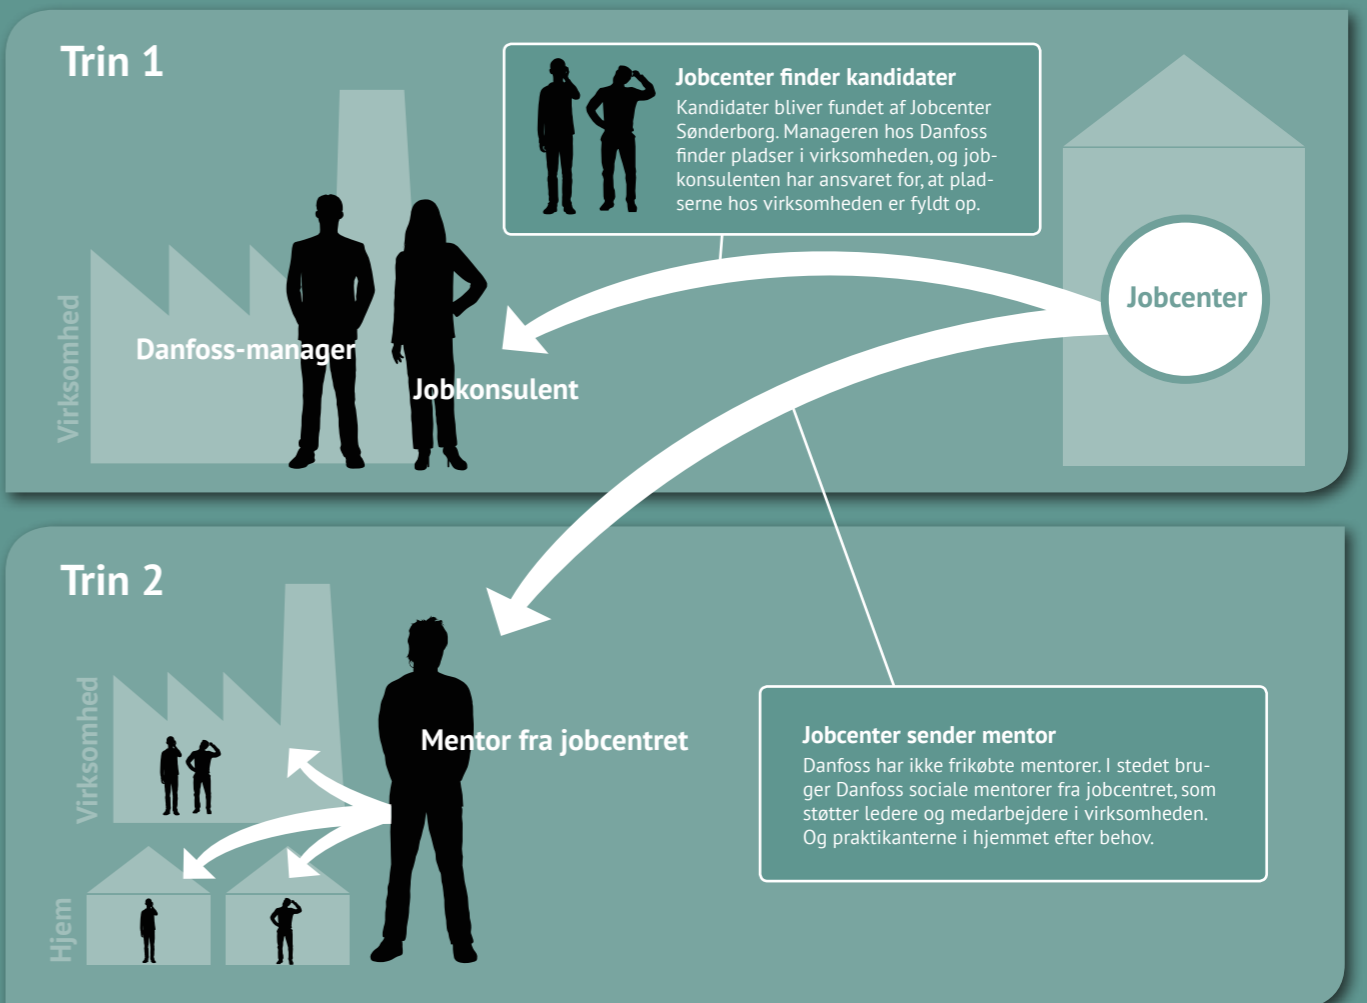 Trin 1
Jobcenter finder kandidater
Kandidater bliver fundet af Jobcenter
Sønderborg. Manageren hos Danfoss
finder pladser i virksomheden, og job-
konsulenten har ansvaret for, at plad-
serne hos virksomheden er fyldt op.
Jobcenter
Virksomhed
Danfoss-manager
Jobkonsulent
Trin 2
Virksomhed
Mentor fra jobcentret
Jobcenter sender mentor
Danfoss har ikke frikøbte mentorer. I stedet bru-
ger Danfoss sociale mentorer fra jobcentret, som
støtter ledere og medarbejdere i virksomheden.
Og praktikanterne i hjemmet efter behov.
Hjem